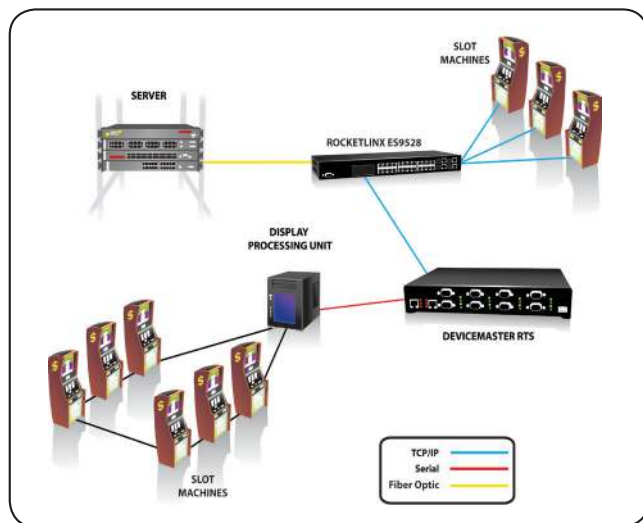 SLOT
MACHINES
SERVER
ROCKETLINX ES9528
DISPLAY
PROCESSING UNIT
DEVICEMASTER RTS
SLOT
MACHINES
TCP/IP
Serial
Fiber Optic